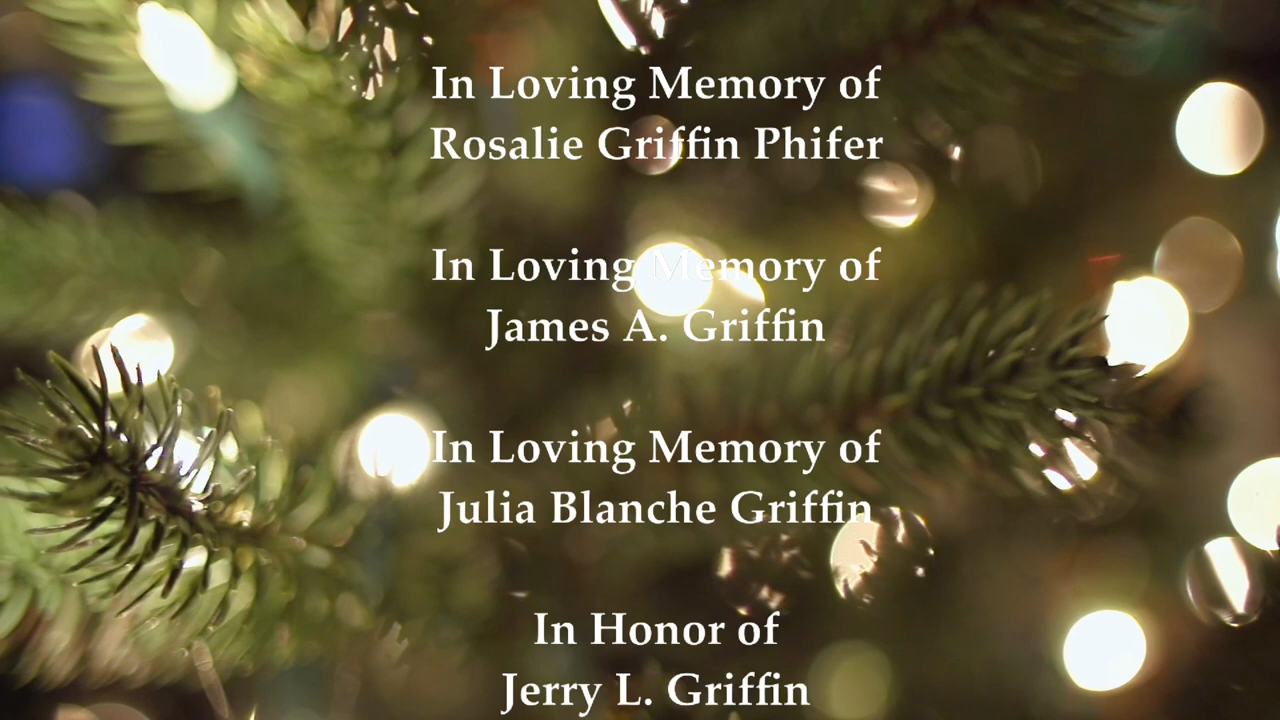 In Loving Memory of
Rosalie Griffin Phifer
In Loving Memory of
James A. Griffin
In Loving Memory of
Julia Blanche Griffin
In Honor of
Jerry L. Griffin